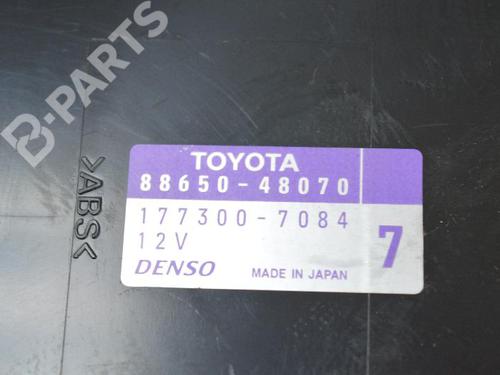 B-PARTS
>ABS<
TOYOTA
88650-48070
177300-7084
12V
7
DENSO
MADE IN JAPAN